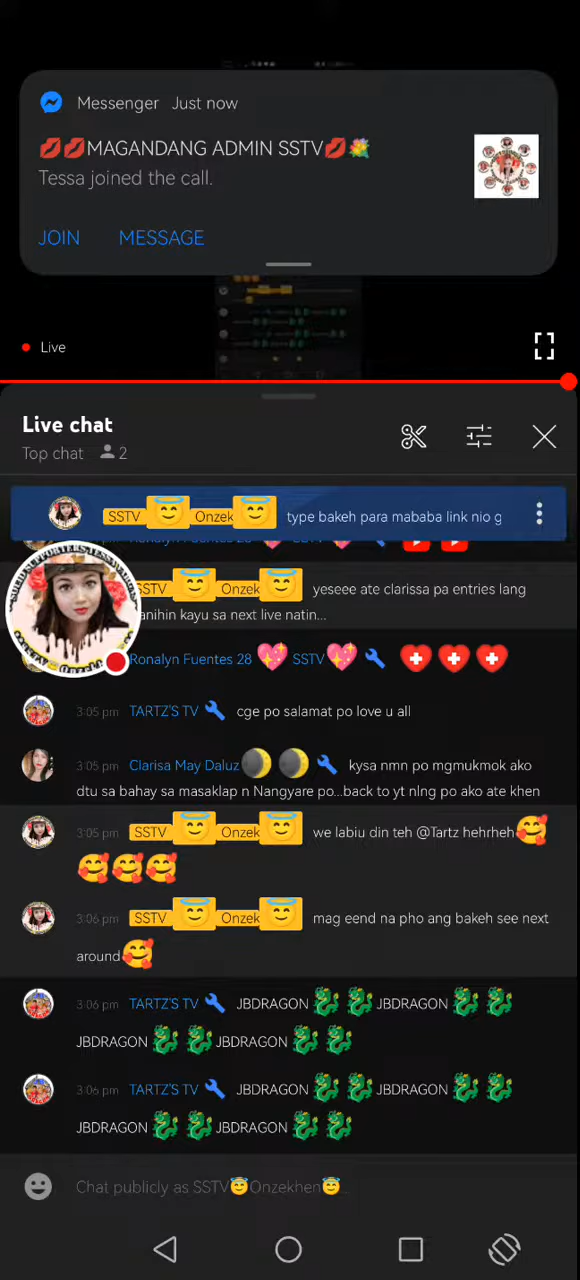 Messenger Just now
💋💋MAGANDANG ADMIN SSTV💋💐
Tessa joined the call.
JOIN MESSAGE
Live
Live chat
Top chat 2
SSTV😇Onzek😇 type bakeh para mababa link nio g
Ronalyn Fuentes 28 💖 SSTV💖
SSTV😇Onzek😇 yeseee ate clarissa pa entries lang
anihin kayu sa next live natin...
Ronalyn Fuentes 28💖SSTV💖
3:05 pm TARTZ'S TV cge po salamat po love u all
3:05 pm Clarisa May Daluz🌒🌒 kysa nmn po mgmukmok ako
dtu sa bahay sa masaklap n Nangyare po...back to yt nlng po ako ate khen
3:05 pm SSTV😇Onzek😇 we labiu din teh @Tartz hehrheh🥰
🥰🥰🥰
3:06 pm SSTV😇Onzek😇 mag eend na pho ang bakeh see next
around🥰
3:06 pm TARTZ'S TV JBDRAGON🐉🐉JBDRAGON🐉🐉
JBDRAGON🐉🐉JBDRAGON🐉🐉
3:06 pm TARTZ'S TV JBDRAGON🐉🐉JBDRAGON🐉🐉
JBDRAGON🐉🐉JBDRAGON🐉🐉
Chat publicly as SSTV😇Onzekhen😇...